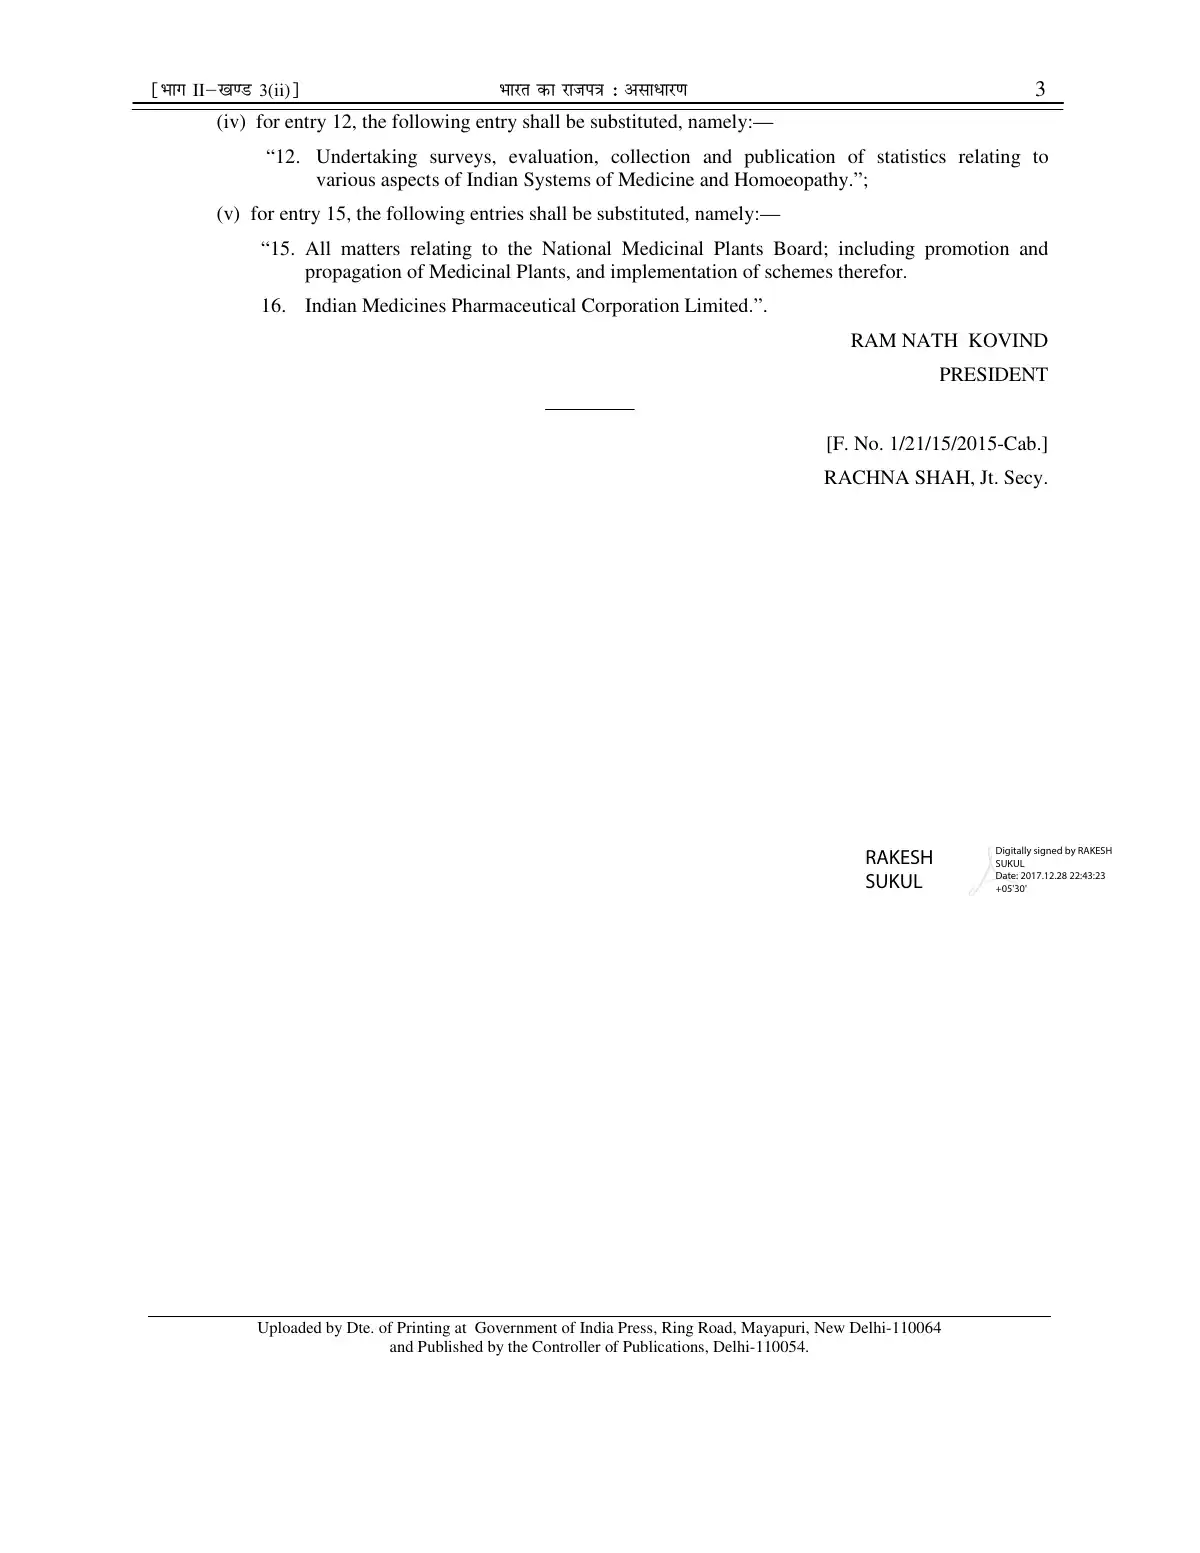 [भाग II—खण्ड 3(ii)] भारत का राजपत्र : असाधारण 3
(iv) for entry 12, the following entry shall be substituted, namely:—
“12. Undertaking surveys, evaluation, collection and publication of statistics relating to
various aspects of Indian Systems of Medicine and Homoeopathy.”;
(v) for entry 15, the following entries shall be substituted, namely:—
“15. All matters relating to the National Medicinal Plants Board; including promotion and
propagation of Medicinal Plants, and implementation of schemes therefor.
16. Indian Medicines Pharmaceutical Corporation Limited.”.
RAM NATH KOVIND
PRESIDENT
[F. No. 1/21/15/2015-Cab.]
RACHNA SHAH, Jt. Secy.
RAKESH
SUKUL
Digitally signed by RAKESH
SUKUL
Date: 2017.12.28 22:43:23
+05'30'
Uploaded by Dte. of Printing at Government of India Press, Ring Road, Mayapuri, New Delhi-110064
and Published by the Controller of Publications, Delhi-110054.